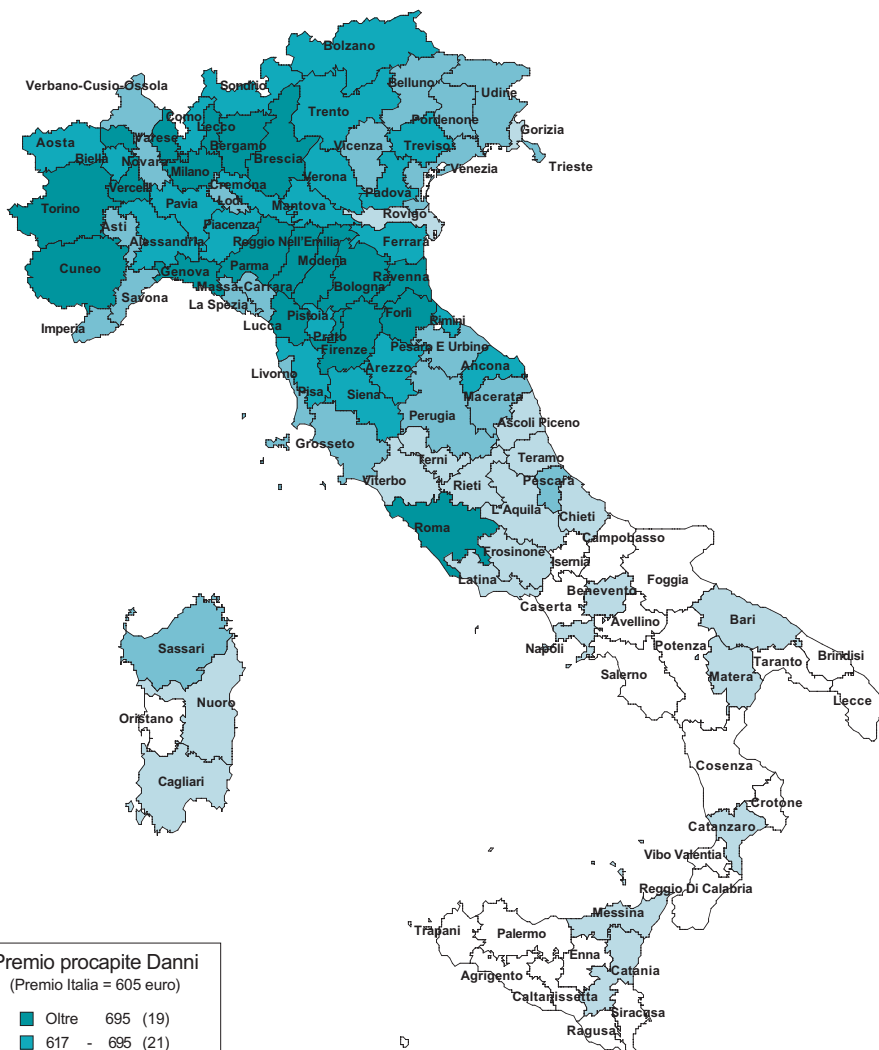 Bolzano
Verbano-Cusio-Ossola
Sondrio
Belluno
Udine
Trento
Como
Lecco
Pordenone
Gorizia
Aosta
Varese
Bergamo
Vicenza
Treviso
Biella
Novara
Brescia
Venezia
Trieste
Milano
Verona
Vercelli
Cremona
Padova
Lodi
Torino
Pavia
Mantova
Rovigo
Asti
Piacenza
Alessandria
Reggio Nell'Emilia
Ferrara
Cuneo
Parma
Modena
Genova
Ravenna
Massa-Carrara
Bologna
Savona
La Spezia
Pistoia
Forlì
Imperia
Lucca
Rimini
Prato
Firenze
Pesara E Urbino
Livorno
Arezzo
Ancona
Pisa
Siena
Macerata
Perugia
Ascoli Piceno
Grosseto
Terni
Teramo
Viterbo
Rieti
Pescara
L'Aquila
Chieti
Roma
Campobasso
Frosinone
Isernia
Latina
Foggia
Benevento
Caserta
Avellino
Bari
Napoli
Potenza
Sassari
Taranto
Brindisi
Salerno
Matera
Nuoro
Lecce
Oristano
Cosenza
Cagliari
Crotone
Catanzaro
Vibo Valentia
Reggio Di Calabria
Messina
Trapani
Palermo
Enna
Agrigento
Catania
Caltanissetta
Siracusa
Ragusa
Premio procapite Danni
(Premio Italia = 605 euro)
Oltre 695 (19)
617 - 695 (21)